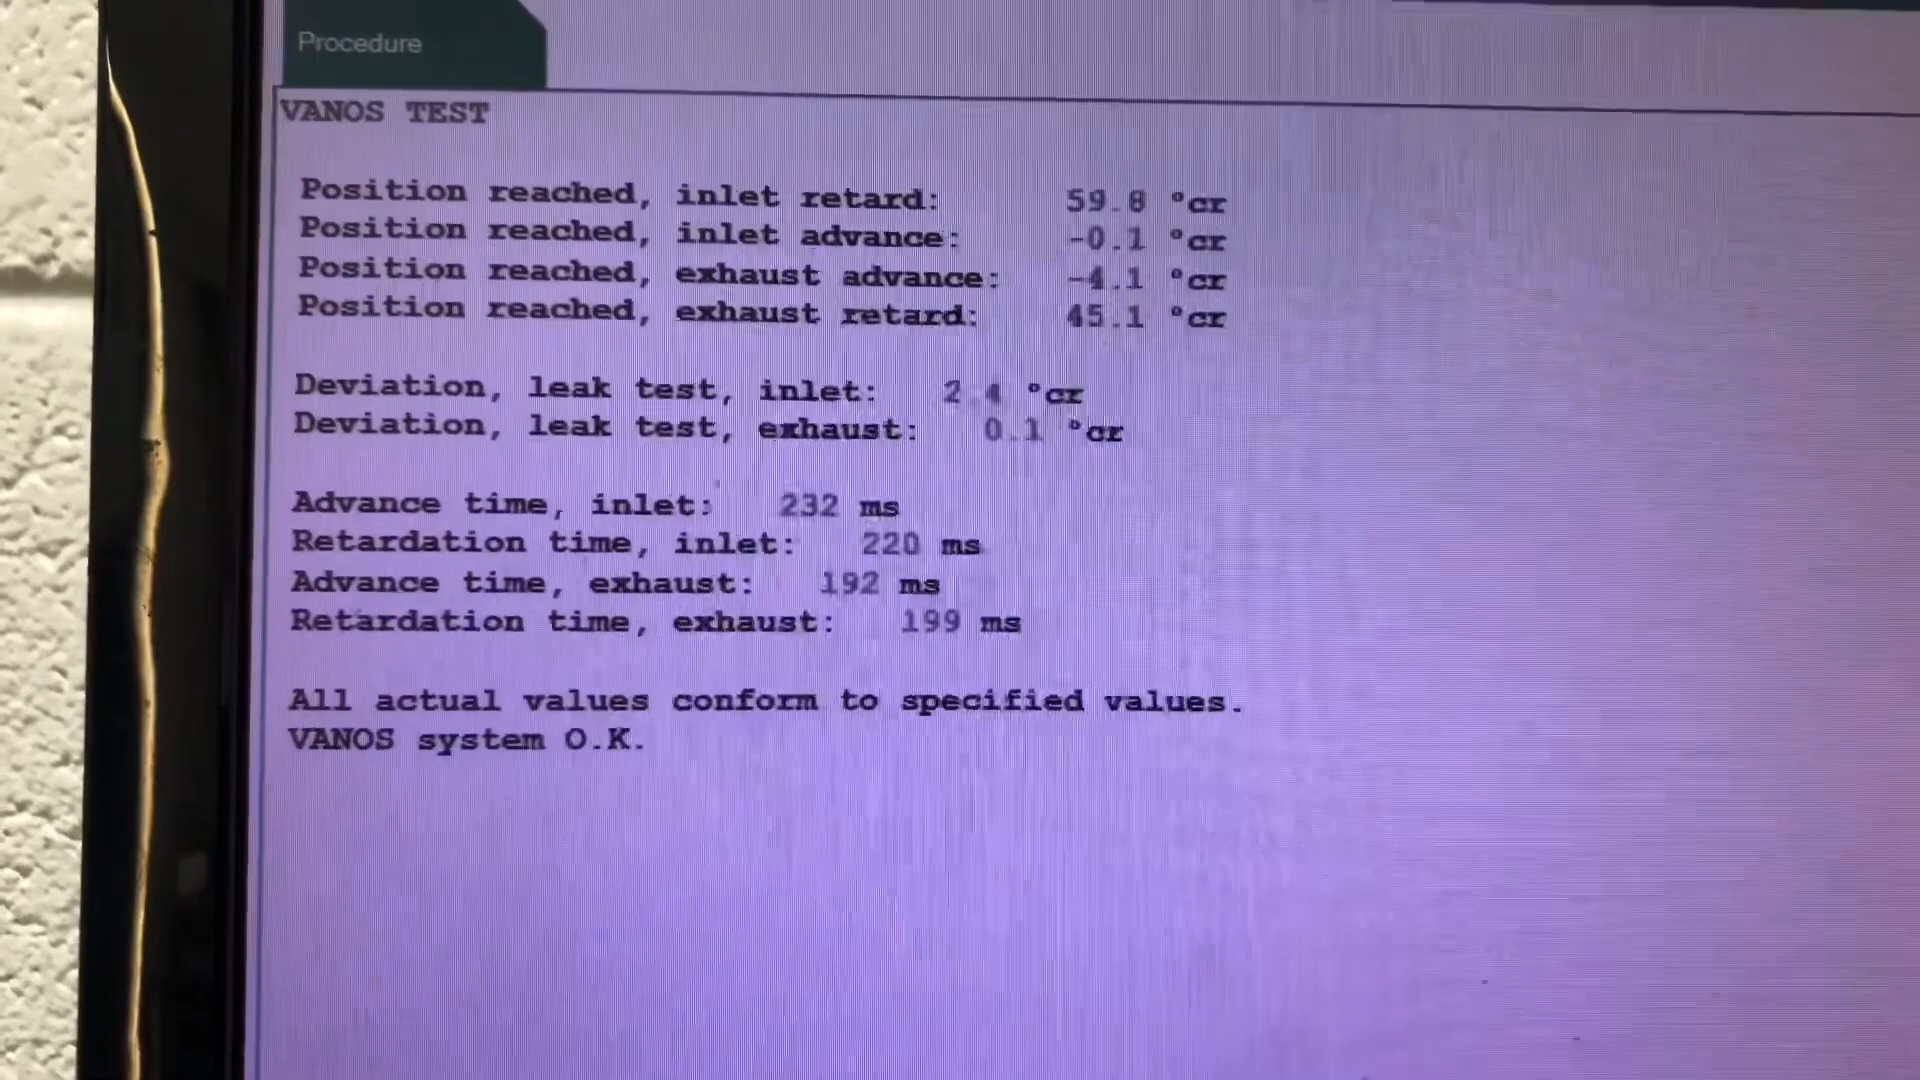 Procedure
VANOS TEST
Position reached, inlet retard: 59.8 °cr
Position reached, inlet advance: -0.1 °cr
Position reached, exhaust advance: -4.1 °cr
Position reached, exhaust retard: 45.1 °cr
Deviation, leak test, inlet: 2.4 °cr
Deviation, leak test, exhaust: 0.1 °cr
Advance time, inlet: 232 ms
Retardation time, inlet: 220 ms
Advance time, exhaust: 192 ms
Retardation time, exhaust: 199 ms
All actual values conform to specified values.
VANOS system O.K.